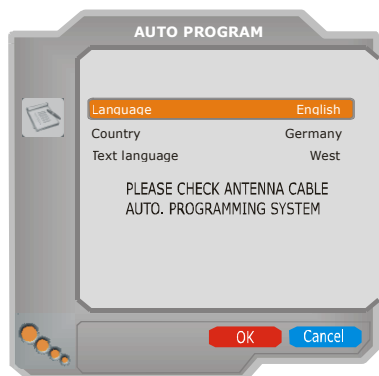 AUTO PROGRAM
Language English
Country Germany
Text language West
PLEASE CHECK ANTENNA CABLE
AUTO. PROGRAMMING SYSTEM
OK Cancel